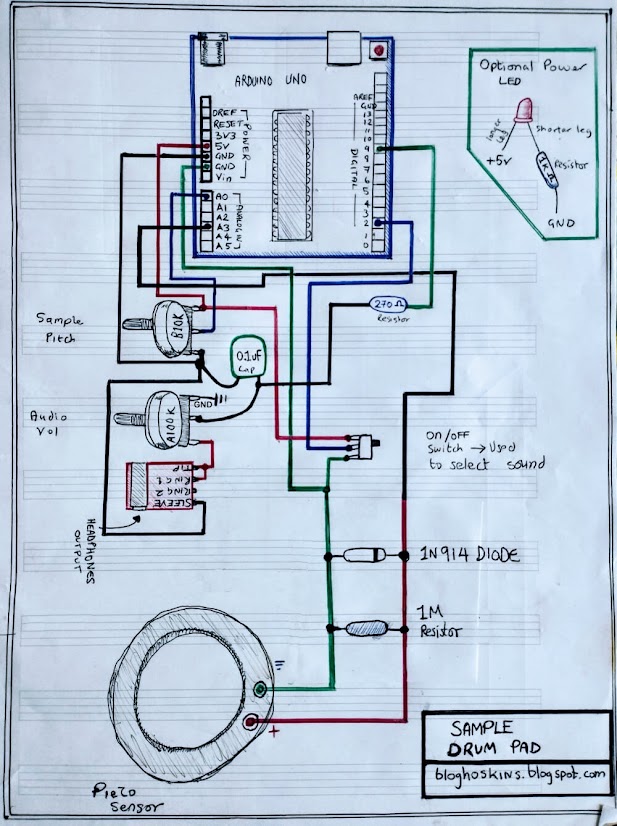 ARDUINO UNO
DREF
RESET
3V3
5V
GND
GND
Vin
POWER
A0
A1
A2
A3
A4
A5
ANALOG IN
AREF
GND
13
12
11
10
9
8
7
6
5
4
3
2
1
0
DIGITAL
Optional Power
LED
longer
leg
shorter leg
+5v
1KΩ
Resistor
GND
Sample
Pitch
B10K
0.1uF
Cap
270Ω
Resistor
Audio
Vol
A100K
GND
TIP
RING 1
RING 2
SLEEVE
HEADPHONES
OUTPUT
ON/OFF
Switch → Used
to select sound
1N914 DIODE
1M
Resistor
+
Piezo
Sensor
SAMPLE
DRUM PAD
bloghoskins.blogspot.com